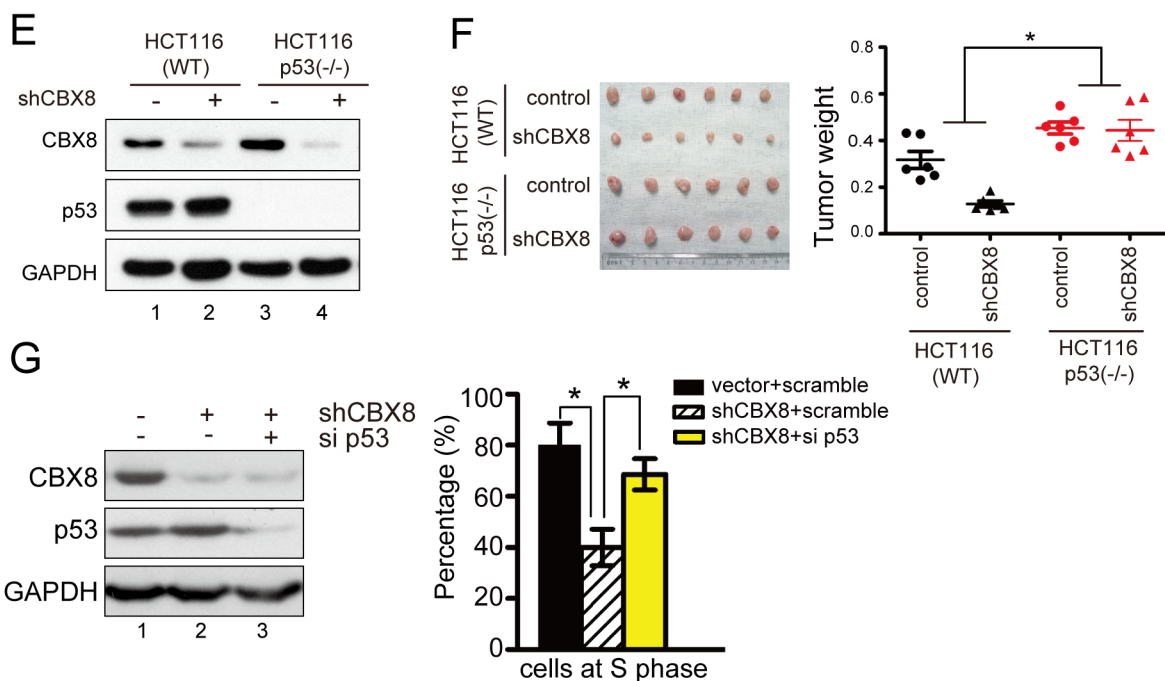 E
HCT116
(WT)
HCT116
p53(-/-)
shCBX8 - + - +
CBX8
p53
GAPDH
1 2 3 4
F
HCT116
(WT)
control
shCBX8
HCT116
p53(-/-)
control
shCBX8
Tumor weight
0.8
0.6
0.4
0.2
0.0
*
control
shCBX8
control
shCBX8
HCT116
(WT)
HCT116
p53(-/-)
G
- + + shCBX8
- - + si p53
CBX8
p53
GAPDH
1 2 3
Percentage (%)
100
80
60
40
20
0
* *
vector+scramble
shCBX8+scramble
shCBX8+si p53
cells at S phase